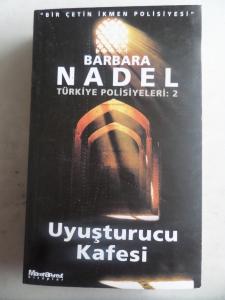 "BİR ÇETİN İKMEN POLİSİYESİ"
BARBARA
NADEL
TÜRKİYE POLİSİYELERİ: 2
Uyuşturucu
Kafesi